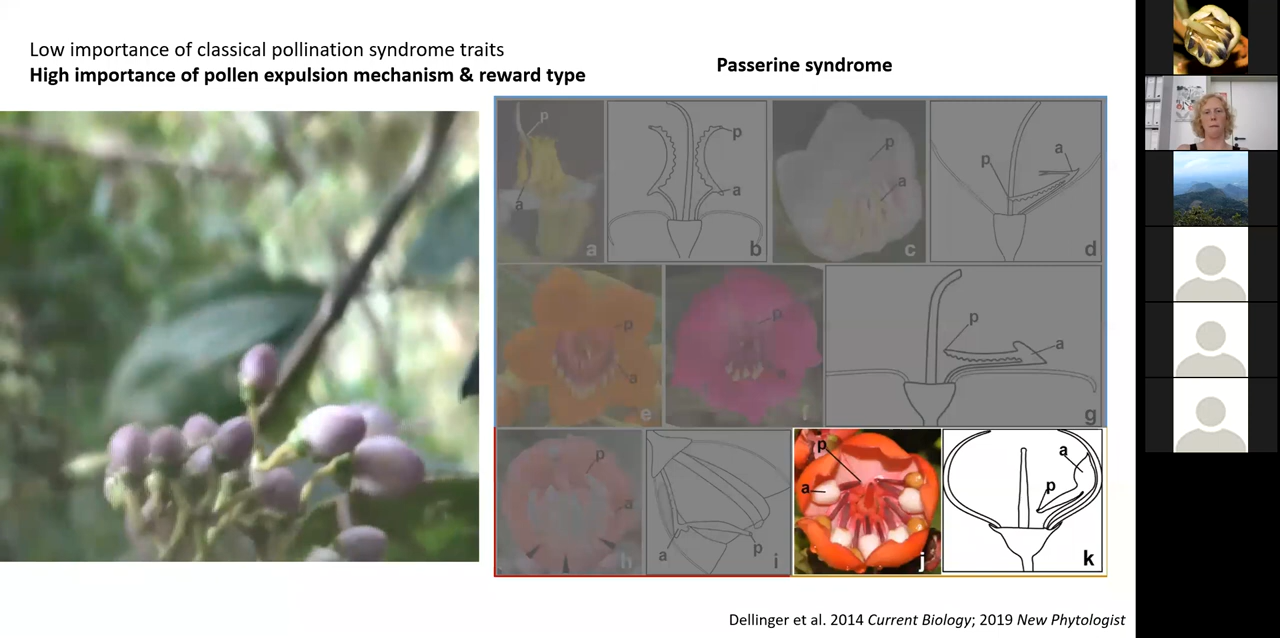 Low importance of classical pollination syndrome traits
High importance of pollen expulsion mechanism & reward type
Passerine syndrome
p
a
a
p
a
b
p
a
c
p
a
d
p
a
e
p
f
p
a
g
p
a
h
a
p
i
p
a
j
a
p
k
Dellinger et al. 2014 Current Biology; 2019 New Phytologist